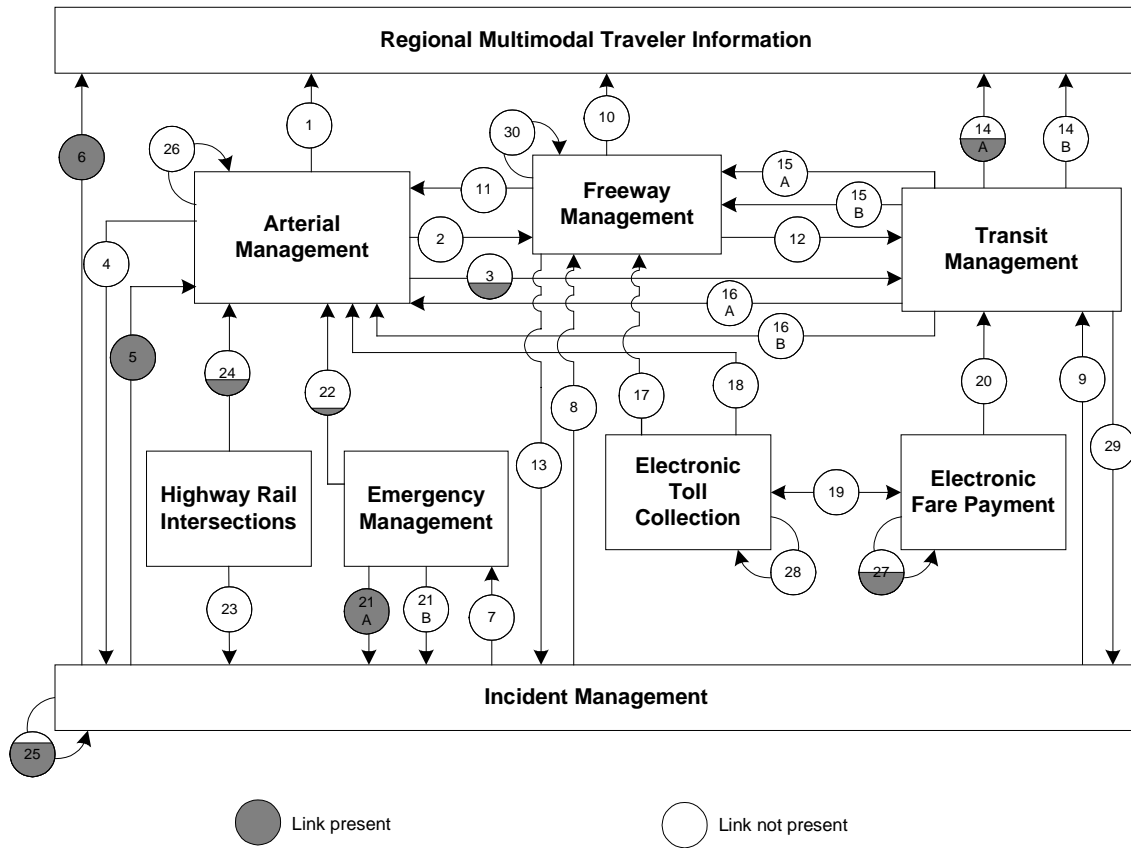 Regional Multimodal Traveler Information
6
1
10
14
A
14
B
26
30
11
15
A
15
B
Freeway
Management
Arterial
Management
2
12
Transit
Management
4
3
16
A
16
B
5
24
22
8
17
18
20
9
13
29
Highway Rail
Intersections
Emergency
Management
Electronic
Toll
Collection
19
Electronic
Fare Payment
28
27
23
21
A
21
B
7
Incident Management
25
Link present
Link not present